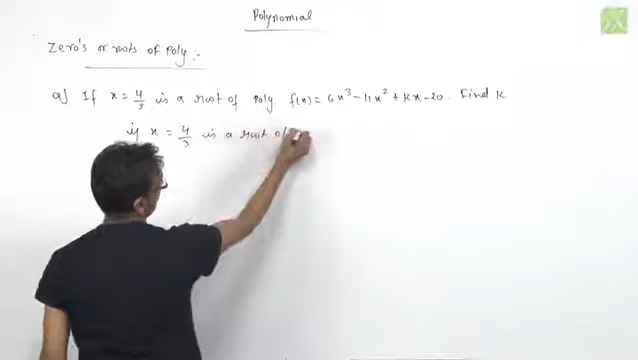 Polynomial
Zero's or roots of Poly :-
Q) If x = 4/3 is a root of poly f(x) = 6x³ - 11x² + kx - 20. Find k
if x = 4/3 is a root of